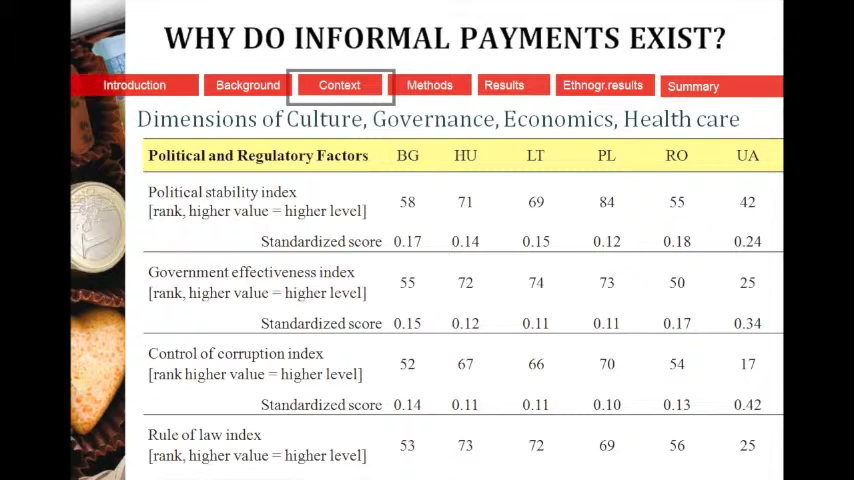 WHY DO INFORMAL PAYMENTS EXIST?
Introduction Background Context Methods Results Ethnogr.results Summary
Dimensions of Culture, Governance, Economics, Health care
Political and Regulatory Factors BG HU LT PL RO UA
Political stability index
[rank, higher value = higher level] 58 71 69 84 55 42
Standardized score 0.17 0.14 0.15 0.12 0.18 0.24
Government effectiveness index
[rank, higher value = higher level] 55 72 74 73 50 25
Standardized score 0.15 0.12 0.11 0.11 0.17 0.34
Control of corruption index
[rank higher value = higher level] 52 67 66 70 54 17
Standardized score 0.14 0.11 0.11 0.10 0.13 0.42
Rule of law index
[rank, higher value = higher level] 53 73 72 69 56 25